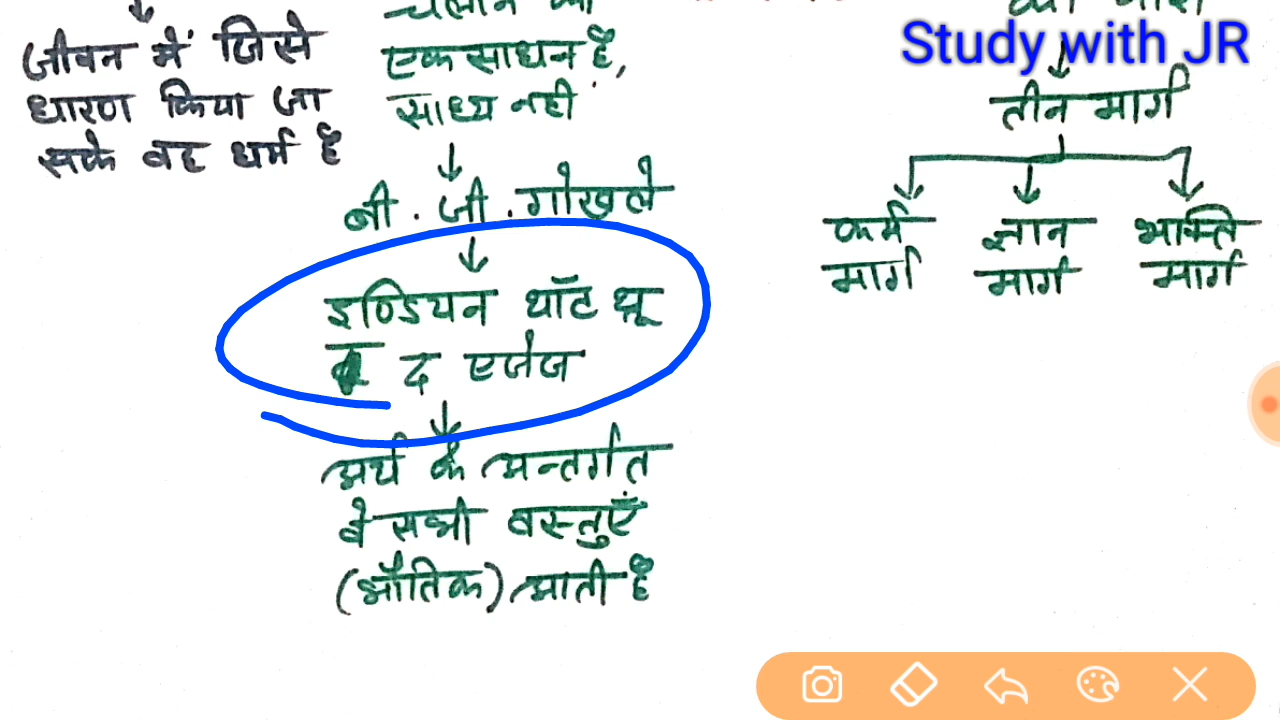 जीवन में जिसे
धारण किया जा
सके वह धर्म है
एक साधन है,
साध्य नही
बी . जी . गोखले
इण्डियन थॉट थ्रू
द एजेज
अर्थ के अन्तर्गत
वे सभी वस्तुएँ
(भौतिक) आती है
Study with JR
तीन मार्ग
कर्म मार्ग
ज्ञान मार्ग
भक्ति मार्ग